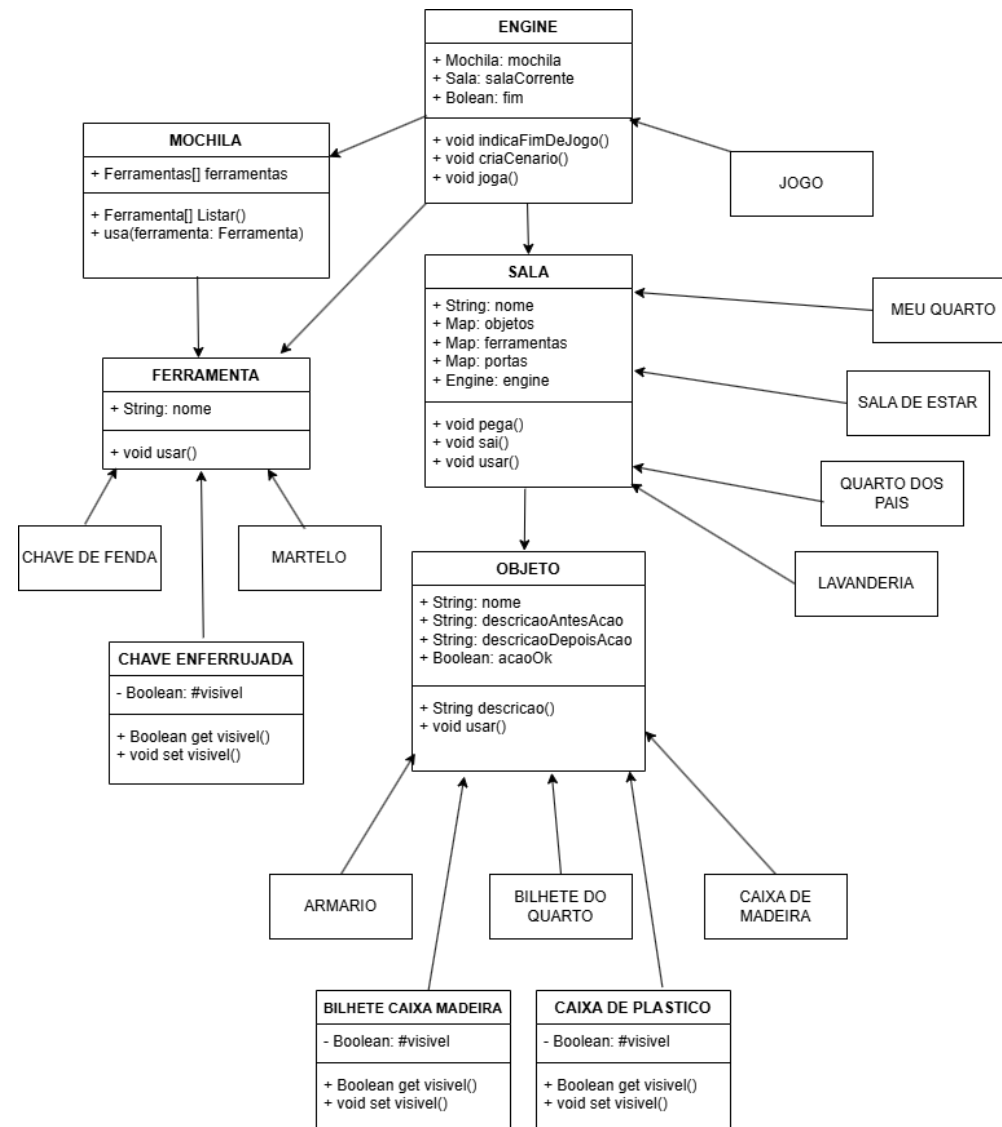 ENGINE
+ Mochila: mochila
+ Sala: salaCorrente
+ Bolean: fim
+ void indicaFimDeJogo()
+ void criaCenario()
+ void joga()
MOCHILA
+ Ferramentas[] ferramentas
+ Ferramenta[] Listar()
+ usa(ferramenta: Ferramenta)
JOGO
SALA
+ String: nome
+ Map: objetos
+ Map: ferramentas
+ Map: portas
+ Engine: engine
+ void pega()
+ void sai()
+ void usar()
MEU QUARTO
SALA DE ESTAR
QUARTO DOS
PAIS
LAVANDERIA
FERRAMENTA
+ String: nome
+ void usar()
CHAVE DE FENDA
MARTELO
CHAVE ENFERRUJADA
- Boolean: #visivel
+ Boolean get visivel()
+ void set visivel()
OBJETO
+ String: nome
+ String: descricaoAntesAcao
+ String: descricaoDepoisAcao
+ Boolean: acaoOk
+ String descricao()
+ void usar()
ARMARIO
BILHETE DO
QUARTO
CAIXA DE
MADEIRA
BILHETE CAIXA MADEIRA
- Boolean: #visivel
+ Boolean get visivel()
+ void set visivel()
CAIXA DE PLASTICO
- Boolean: #visivel
+ Boolean get visivel()
+ void set visivel()